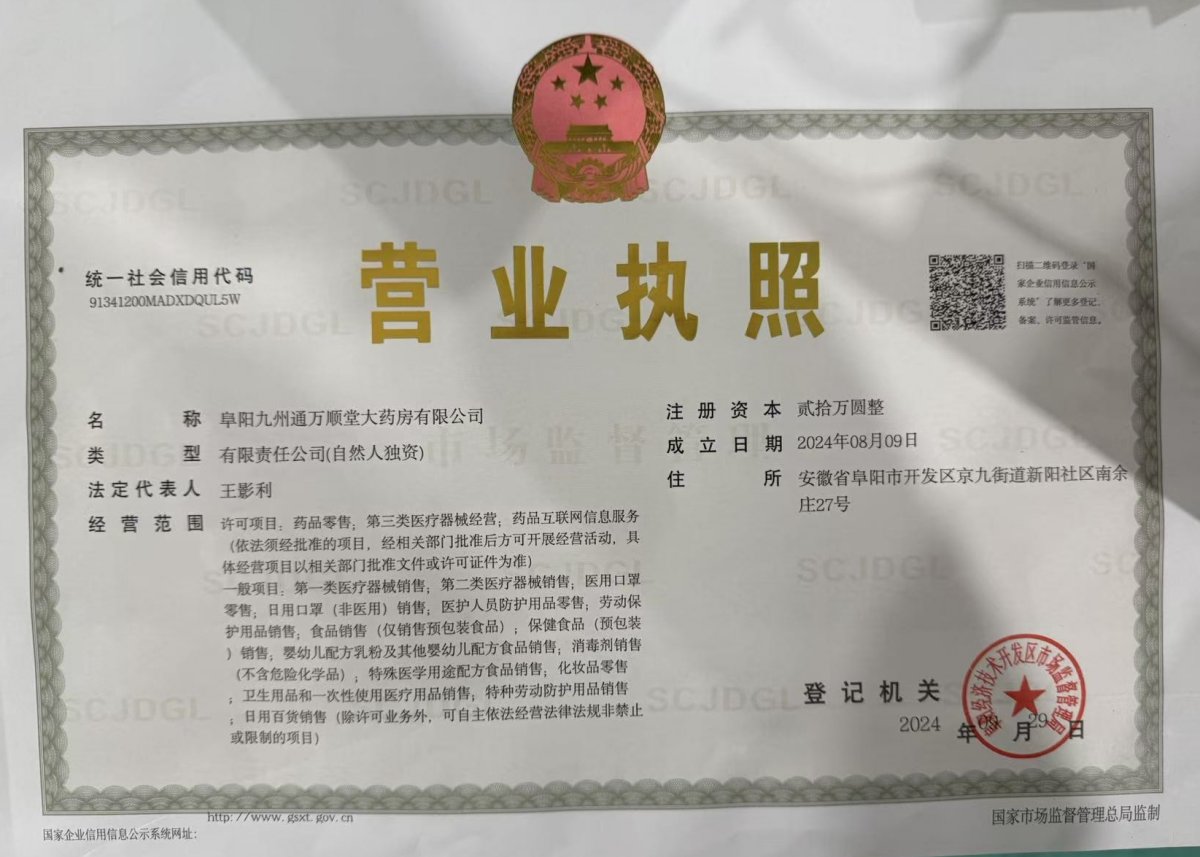 营业执照
统一社会信用代码
91341200MADXDQUL5W
扫描二维码登录“国
家企业信用信息公示
系统”了解更多登记、
备案、许可监管信息。
名称 阜阳九州通万顺堂大药房有限公司
类型 有限责任公司(自然人独资)
法定代表人 王影利
经营范围 许可项目：药品零售；第三类医疗器械经营；药品互联网信息服务
（依法须经批准的项目，经相关部门批准后方可开展经营活动，具
体经营项目以相关部门批准文件或许可证件为准）
一般项目：第一类医疗器械销售；第二类医疗器械销售；医用口罩
零售；日用口罩（非医用）销售；医护人员防护用品零售；劳动保
护用品销售；食品销售（仅销售预包装食品）；保健食品（预包装
）销售；婴幼儿配方乳粉及其他婴幼儿配方食品销售；消毒剂销售
（不含危险化学品）；特殊医学用途配方食品销售；化妆品零售
；卫生用品和一次性使用医疗用品销售；特种劳动防护用品销售
；日用百货销售（除许可业务外，可自主依法经营法律法规非禁止
或限制的项目）
注册资本 贰拾万圆整
成立日期 2024年08月09日
住所 安徽省阜阳市开发区京九街道新阳社区南余
庄27号
登记机关
2024年09月29日
国家企业信用信息公示系统网址：
http://www.gsxt.gov.cn
国家市场监督管理总局监制
SCJDGL
市场监督管理